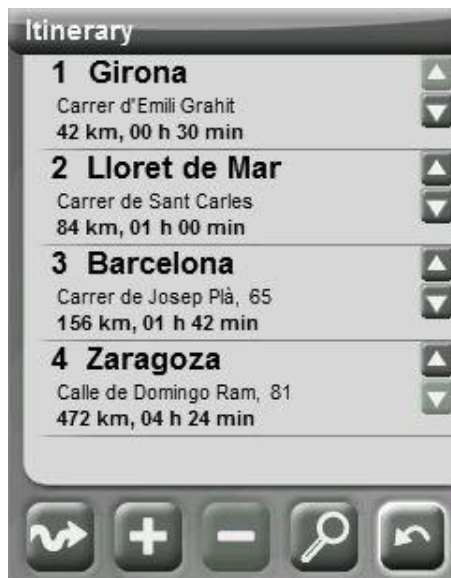 Itinerary
1 Girona
Carrer d'Emili Grahit
42 km, 00 h 30 min
2 Lloret de Mar
Carrer de Sant Carles
84 km, 01 h 00 min
3 Barcelona
Carrer de Josep Plà, 65
156 km, 01 h 42 min
4 Zaragoza
Calle de Domingo Ram, 81
472 km, 04 h 24 min